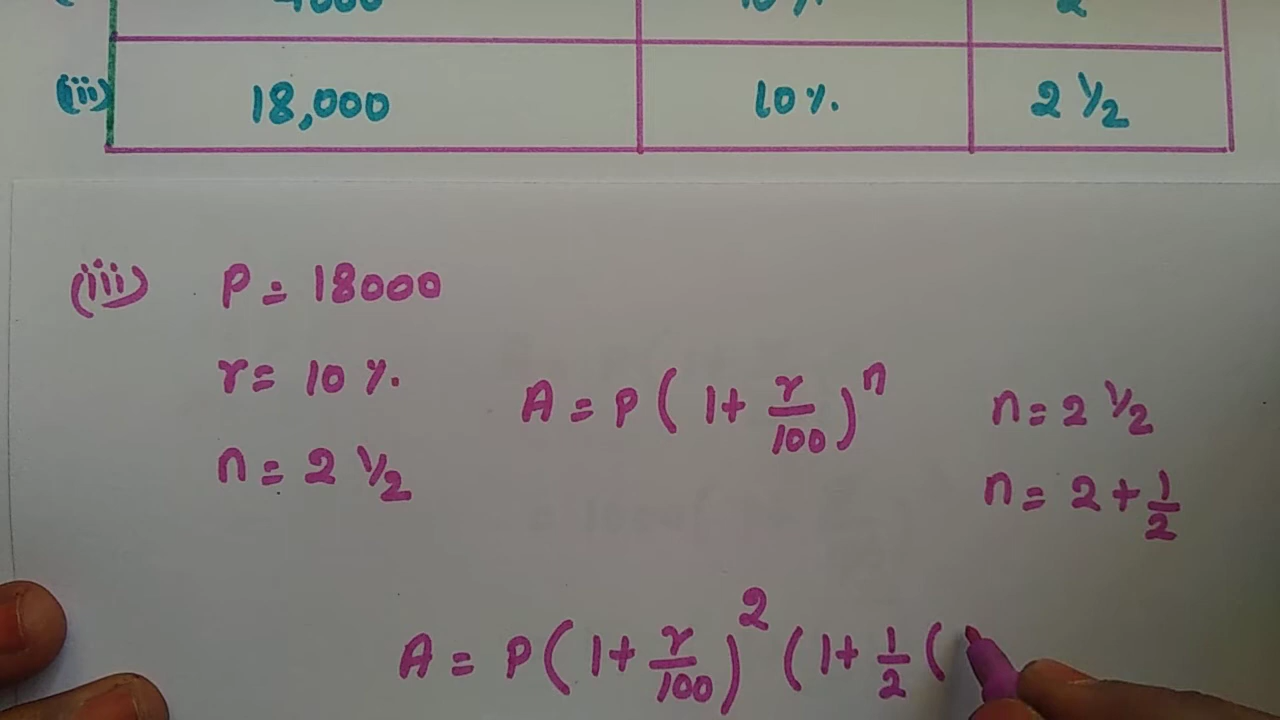 (iii) 18,000 10%. 2 1/2
(iii) P = 18000
r = 10%.
A = P ( 1 + r/100 )^n
n = 2 1/2
n = 2 1/2
n = 2 + 1/2
A = P ( 1 + r/100 )^2 ( 1 + 1/2 (